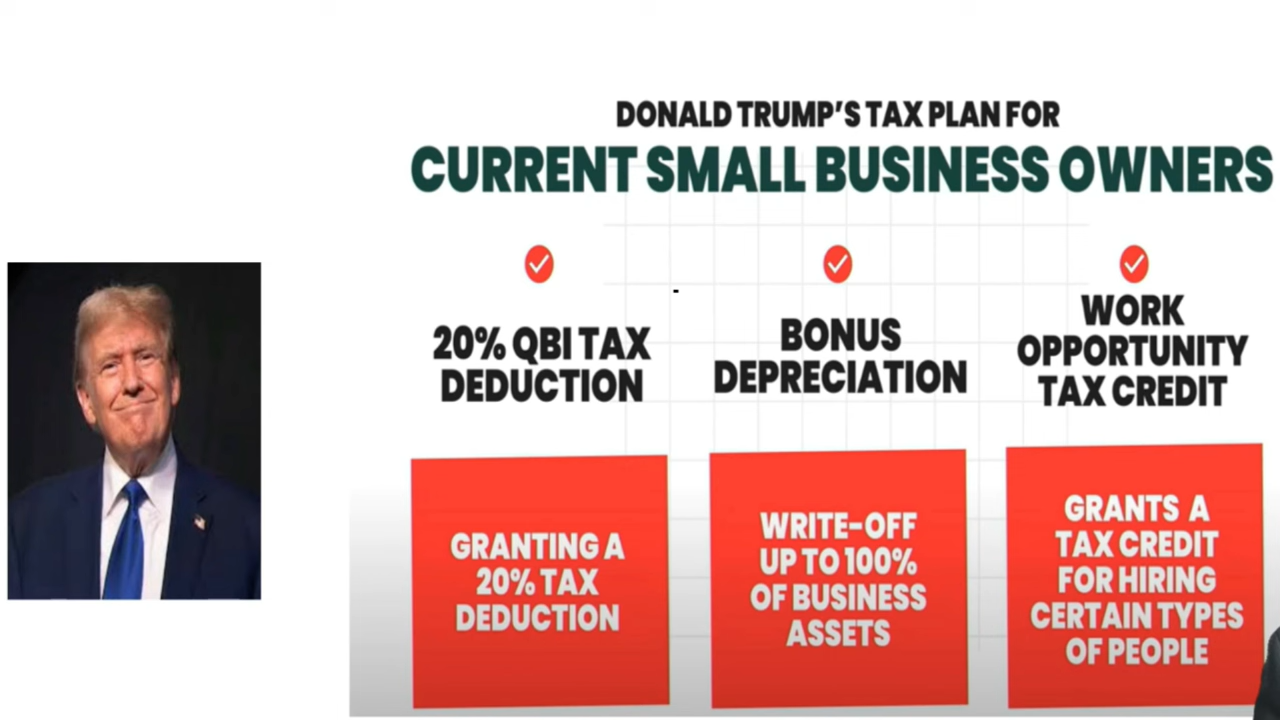 DONALD TRUMP'S TAX PLAN FOR
CURRENT SMALL BUSINESS OWNERS
20% QBI TAX
DEDUCTION
BONUS
DEPRECIATION
WORK
OPPORTUNITY
TAX CREDIT
GRANTING A
20% TAX
DEDUCTION
WRITE-OFF
UP TO 100%
OF BUSINESS
ASSETS
GRANTS A
TAX CREDIT
FOR HIRING
CERTAIN TYPES
OF PEOPLE